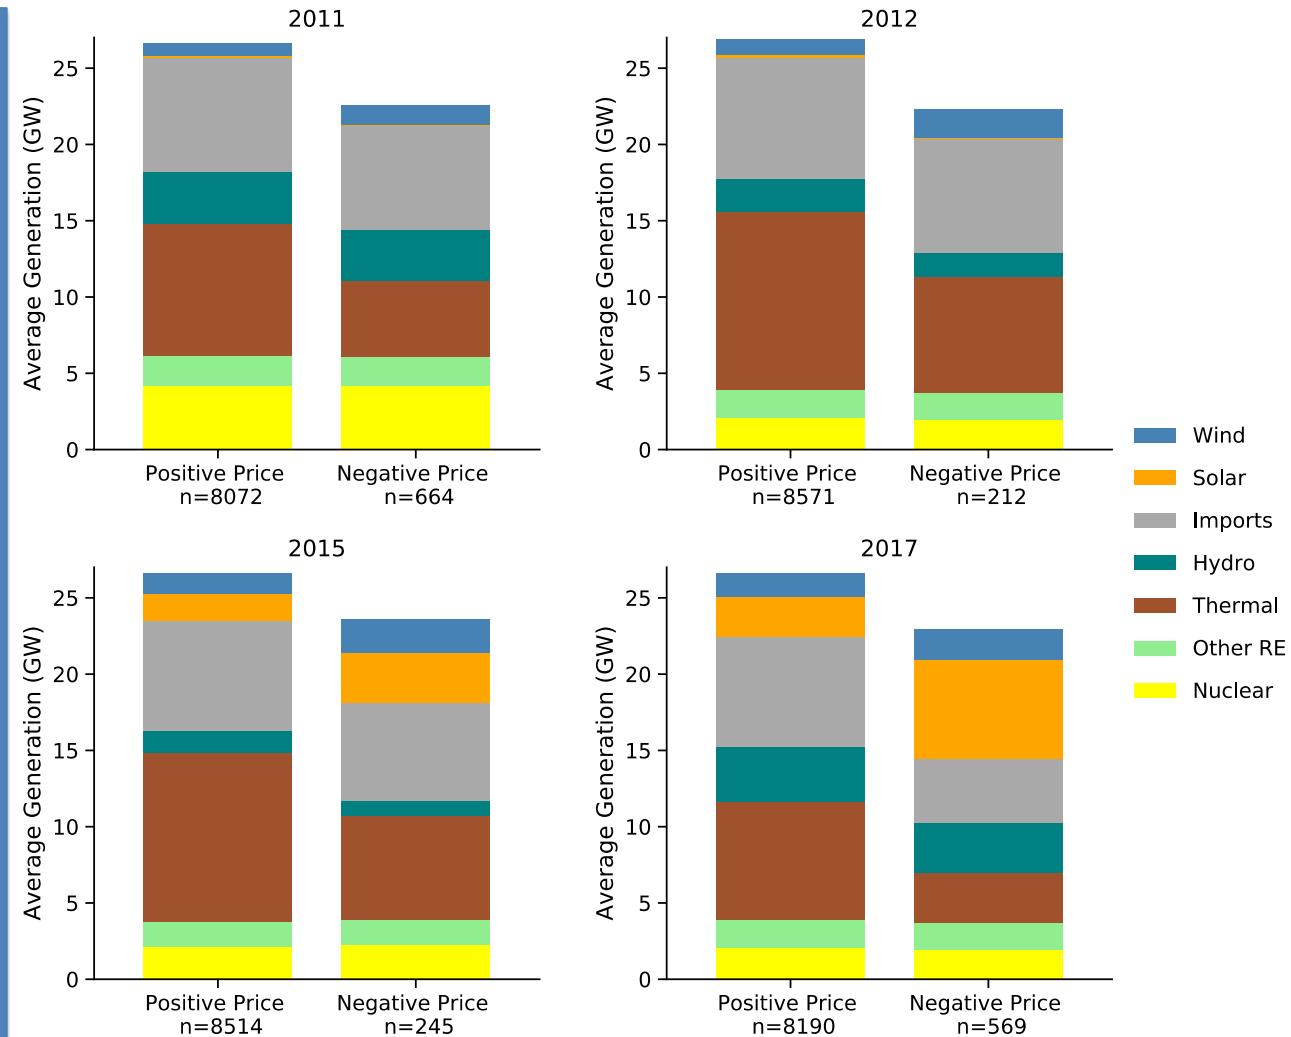 2011
Average Generation (GW)
25
20
15
10
5
0
Positive Price
n=8072
Negative Price
n=664
2012
Average Generation (GW)
25
20
15
10
5
0
Positive Price
n=8571
Negative Price
n=212
2015
Average Generation (GW)
25
20
15
10
5
0
Positive Price
n=8514
Negative Price
n=245
2017
Average Generation (GW)
25
20
15
10
5
0
Positive Price
n=8190
Negative Price
n=569
Wind
Solar
Imports
Hydro
Thermal
Other RE
Nuclear